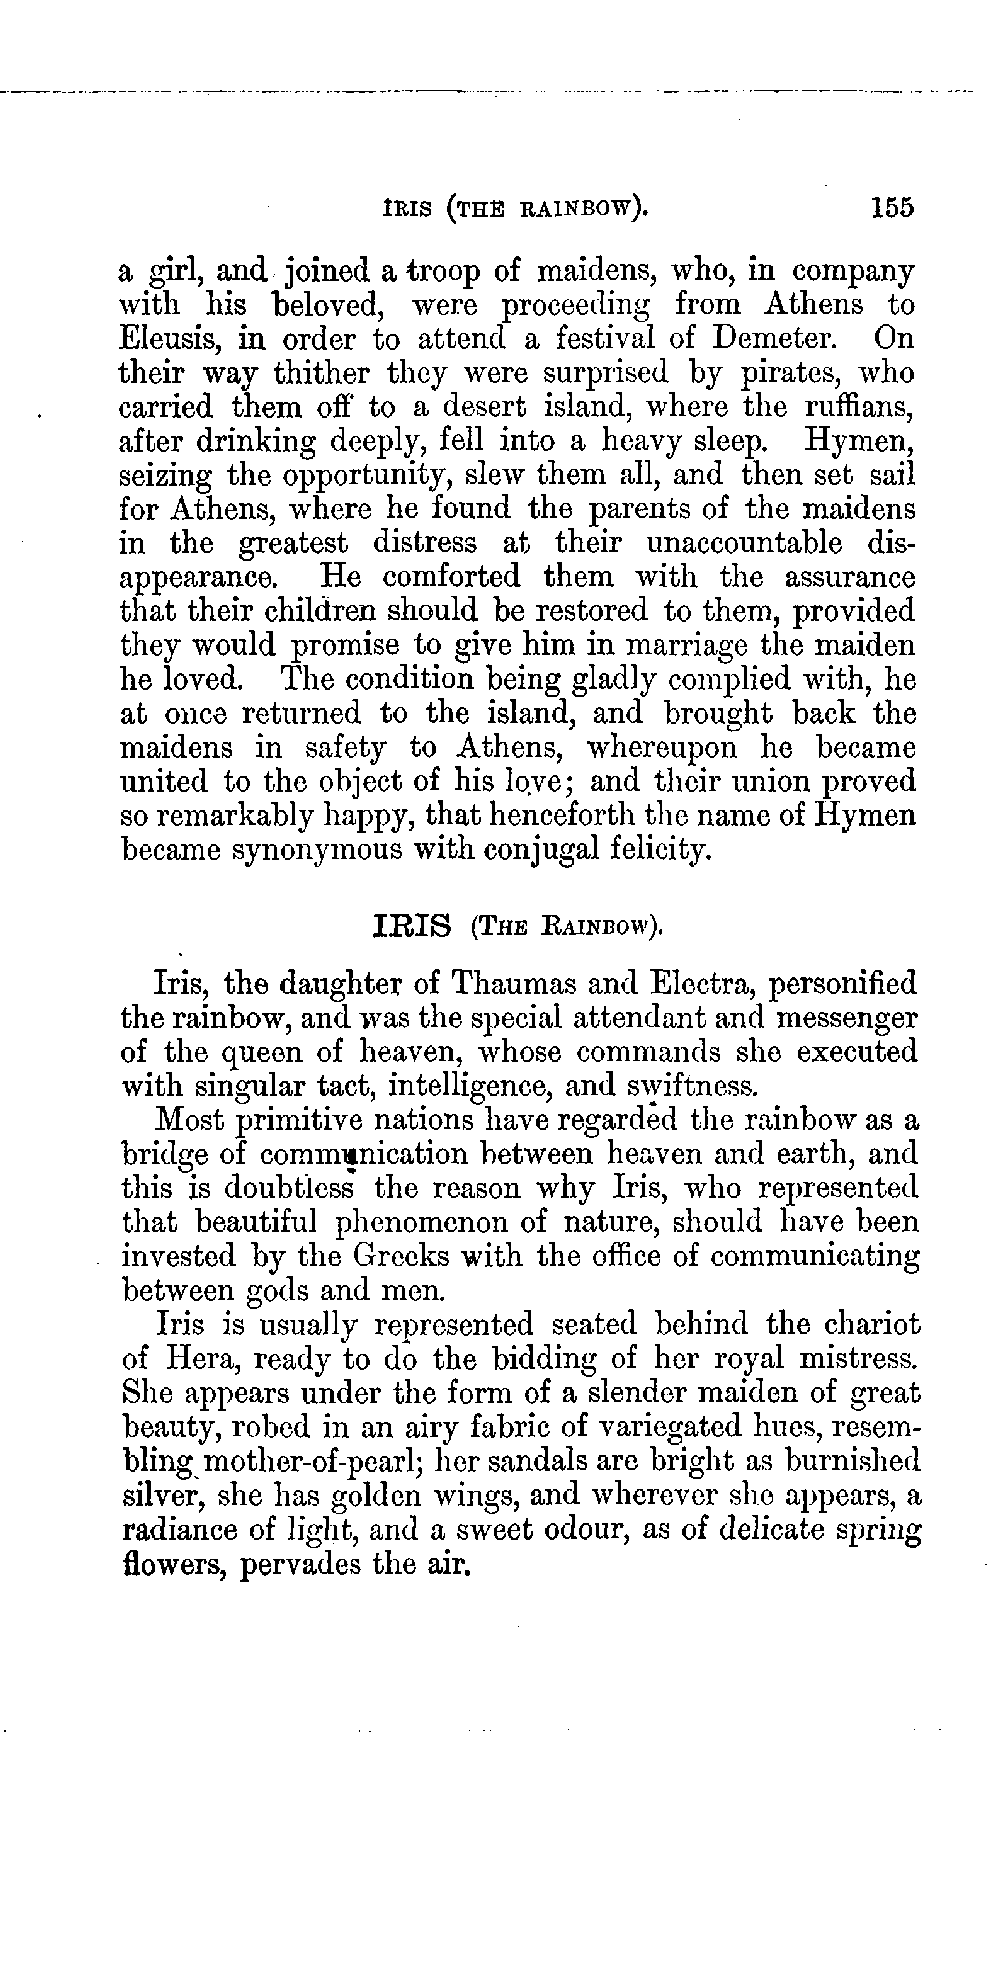 IRIS (THE RAINBOW). 155
a girl, and joined a troop of maidens, who, in company
with his beloved, were proceeding from Athens to
Eleusis, in order to attend a festival of Demeter. On
their way thither they were surprised by pirates, who
carried them off to a desert island, where the ruffians,
after drinking deeply, fell into a heavy sleep. Hymen,
seizing the opportunity, slew them all, and then set sail
for Athens, where he found the parents of the maidens
in the greatest distress at their unaccountable dis-
appearance. He comforted them with the assurance
that their children should be restored to them, provided
they would promise to give him in marriage the maiden
he loved. The condition being gladly complied with, he
at once returned to the island, and brought back the
maidens in safety to Athens, whereupon he became
united to the object of his love; and their union proved
so remarkably happy, that henceforth the name of Hymen
became synonymous with conjugal felicity.
IRIS (THE RAINBOW).
Iris, the daughter of Thaumas and Electra, personified
the rainbow, and was the special attendant and messenger
of the queen of heaven, whose commands she executed
with singular tact, intelligence, and swiftness.
Most primitive nations have regarded the rainbow as a
bridge of communication between heaven and earth, and
this is doubtless the reason why Iris, who represented
that beautiful phenomenon of nature, should have been
invested by the Greeks with the office of communicating
between gods and men.
Iris is usually represented seated behind the chariot
of Hera, ready to do the bidding of her royal mistress.
She appears under the form of a slender maiden of great
beauty, robed in an airy fabric of variegated hues, resem-
bling mother-of-pearl; her sandals are bright as burnished
silver, she has golden wings, and wherever she appears, a
radiance of light, and a sweet odour, as of delicate spring
flowers, pervades the air.